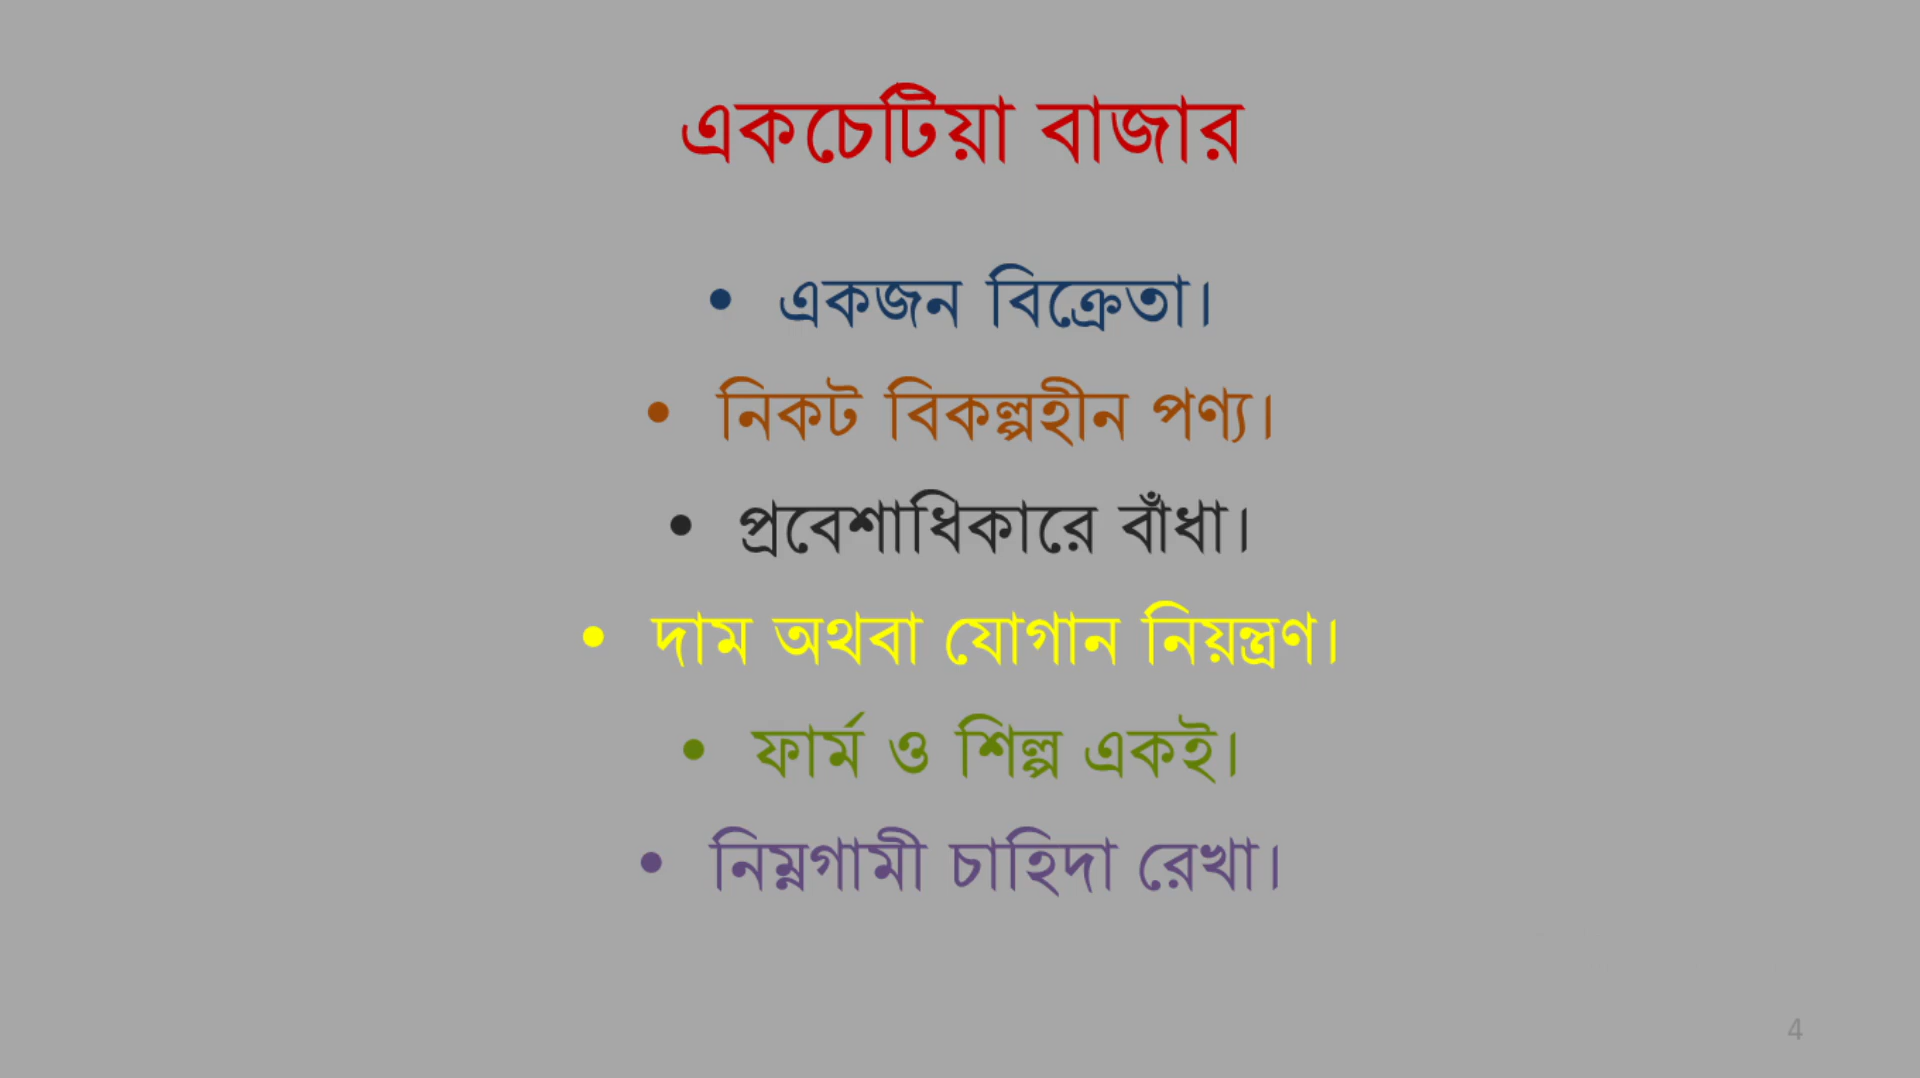 একচেটিয়া বাজার
• একজন বিক্রেতা।
• নিকট বিকল্পহীন পণ্য।
• প্রবেশাধিকারে বাঁধা।
• দাম অথবা যোগান নিয়ন্ত্রণ।
• ফার্ম ও শিল্প একই।
• নিম্নগামী চাহিদা রেখা।
4